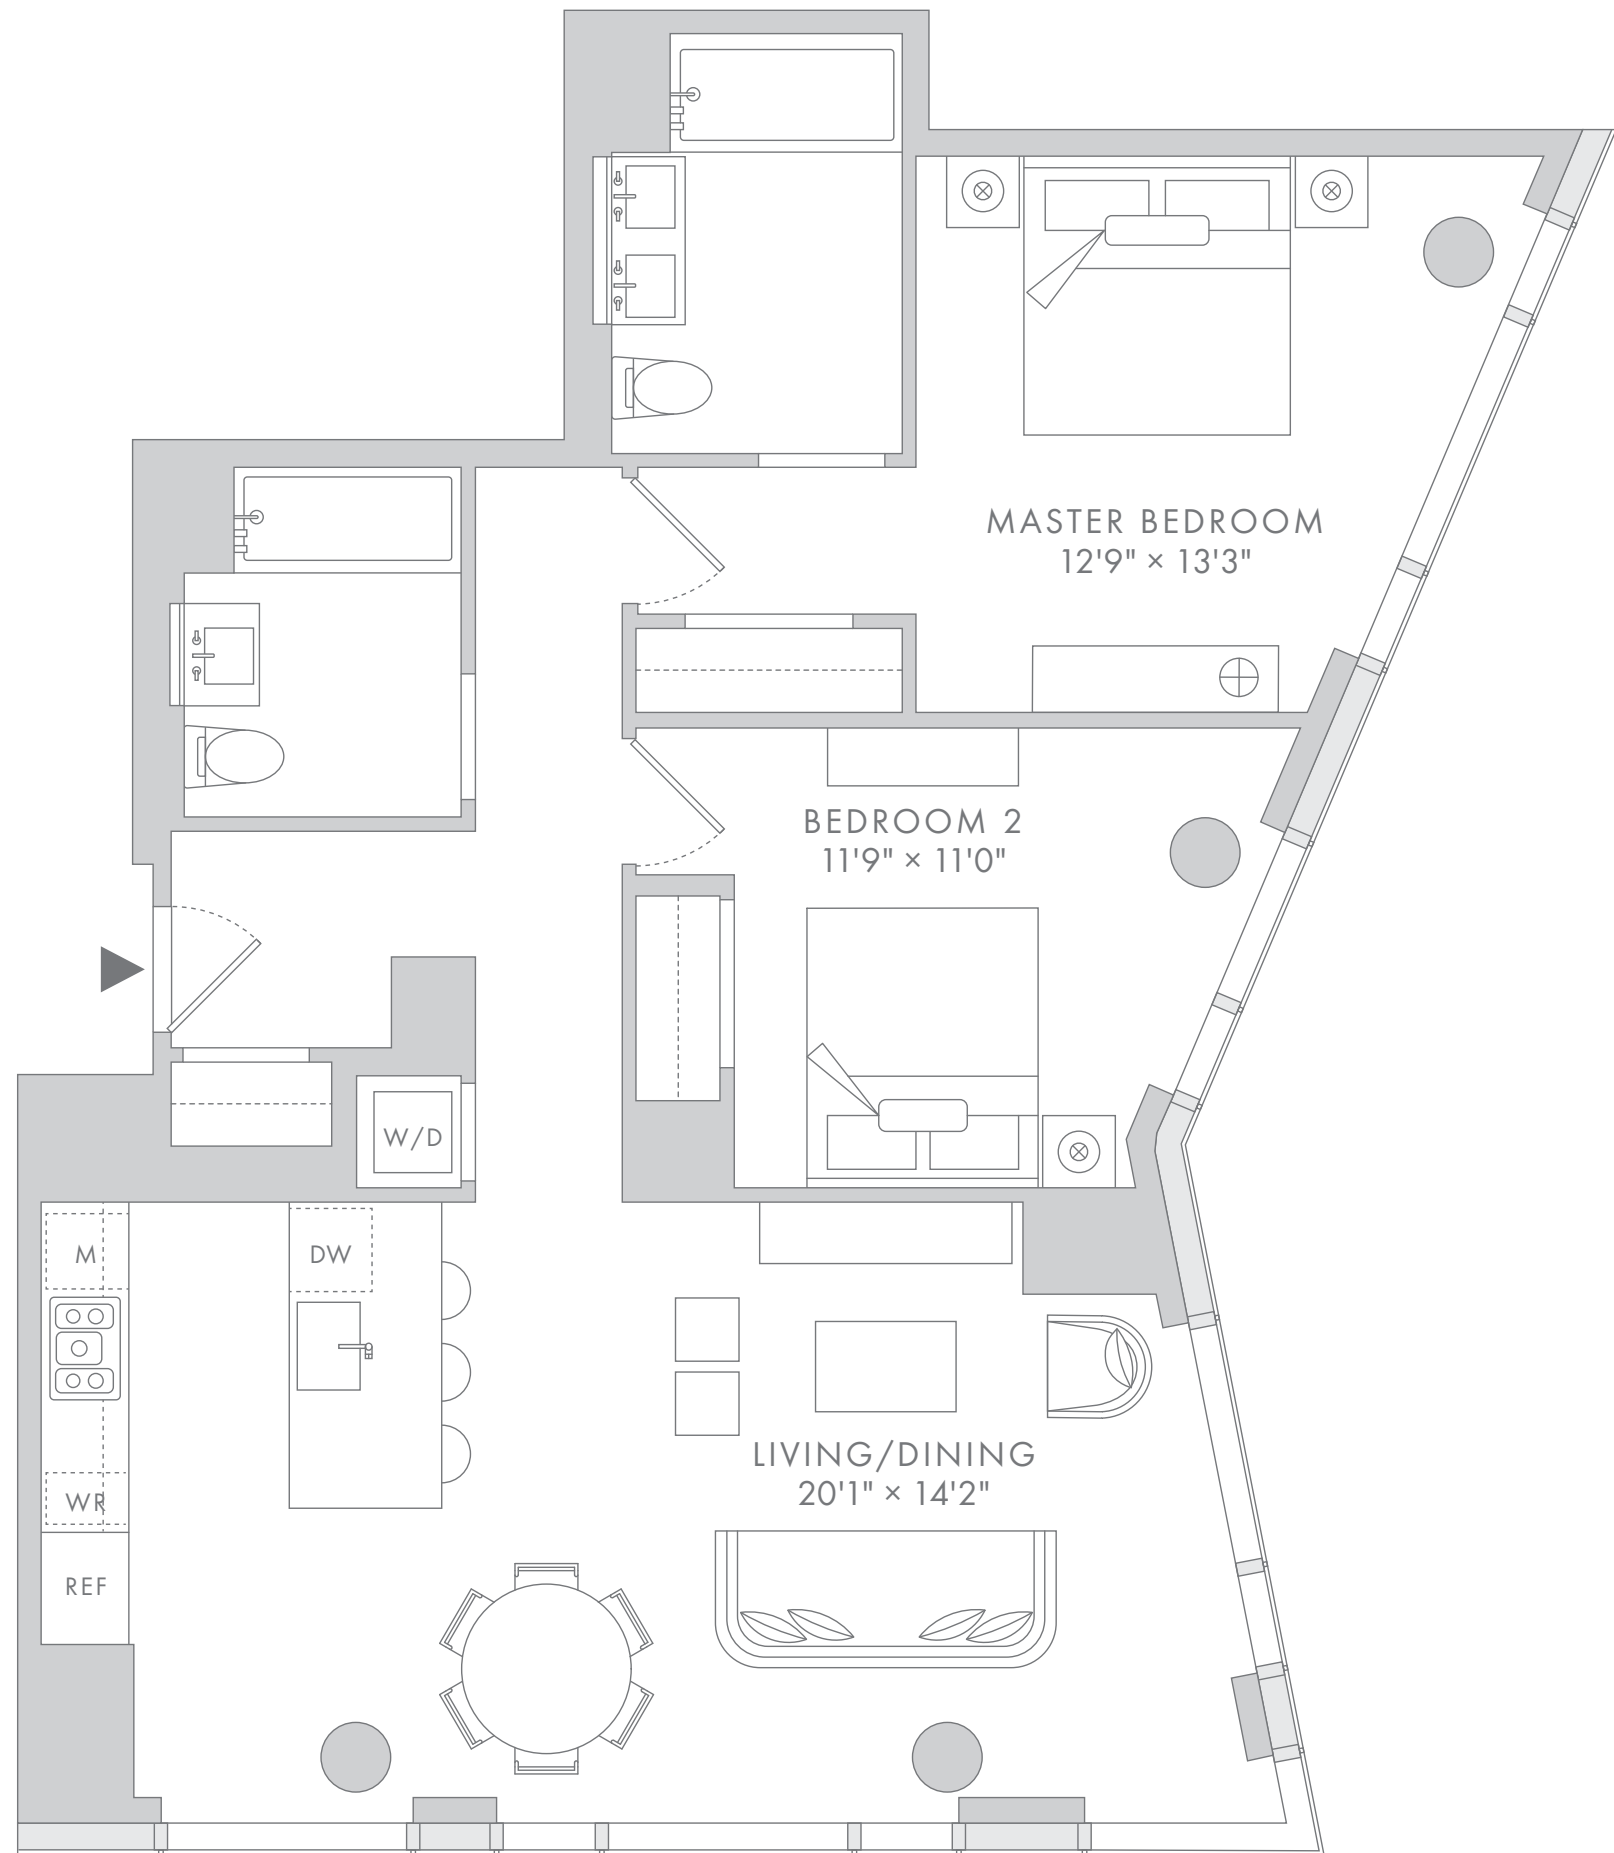 MASTER BEDROOM
12'9" × 13'3"
BEDROOM 2
11'9" × 11'0"
W/D
M
DW
LIVING/DINING
20'1" × 14'2"
WR
REF